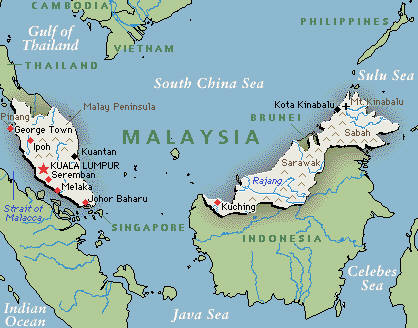 CAMBODIA
PHILIPPINES
Gulf of
Thailand
VIETNAM
THAILAND
South China Sea
Sulu Sea
Malay Peninsula
Kota Kinabalu
Mt. Kinabalu
Pinang
George Town
BRUNEI
Sabah
MALAYSIA
Ipoh
Kuantan
KUALA LUMPUR
Seremban
Sarawak
Melaka
Rajang
Johor Baharu
Kuching
Strait of
Malacca
SINGAPORE
INDONESIA
Celebes
Sea
Indian
Ocean
Java Sea